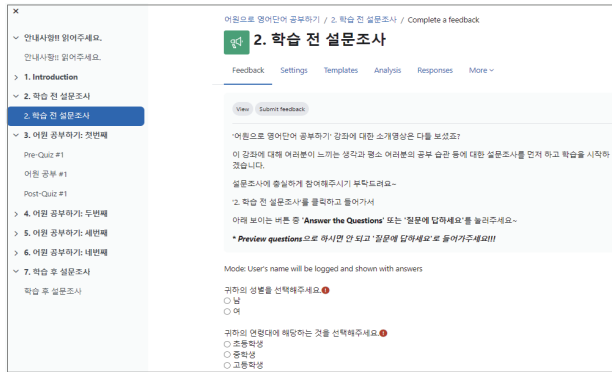 ×
안내사항!! 읽어주세요.
안내사항!! 읽어주세요.
1. Introduction
2. 학습 전 설문조사
2. 학습 전 설문조사
3. 어원 공부하기: 첫번째
Pre-Quiz #1
어원 공부 #1
Post-Quiz #1
4. 어원 공부하기: 두번째
5. 어원 공부하기: 세번째
6. 어원 공부하기: 네번째
7. 학습 후 설문조사
학습 후 설문조사
어원으로 영어단어 공부하기 / 2. 학습 전 설문조사 / Complete a feedback
2. 학습 전 설문조사
Feedback Settings Templates Analysis Responses More
View Submit feedback
'어원으로 영어단어 공부하기' 강좌에 대한 소개영상은 다들 보셨죠?
이 강좌에 대해 여러분이 느끼는 생각과 평소 여러분의 공부 습관 등에 대한 설문조사를 먼저 하고 학습을 시작하
겠습니다.
설문조사에 충실하게 참여해주시기 부탁드려요~
'2. 학습 전 설문조사'를 클릭하고 들어가서
아래 보이는 버튼 중 'Answer the Questions' 또는 '질문에 답하세요'를 눌러주세요~
* Preview questions으로 하시면 안 되고 '질문에 답하세요'로 들어가주세요!!!
Mode: User's name will be logged and shown with answers
귀하의 성별을 선택해주세요.
남
여
귀하의 연령대에 해당하는 것을 선택해주세요.
초등학생
중학생
고등학생